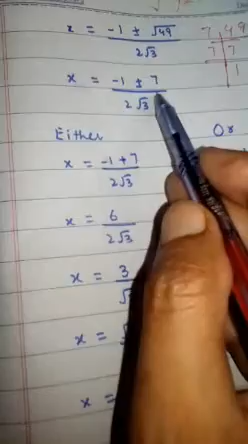 x = -1 ± √49 / 2√3
7 | 49
7 | 7
1
x = -1 ± 7 / 2√3
Either Or
x = -1 + 7 / 2√3
x = 6 / 2√3
x = 3 /
x =
x =